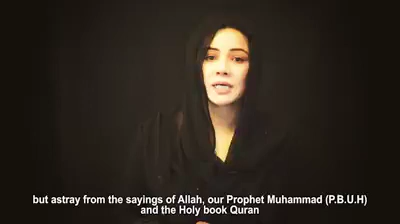 but astray from the sayings of Allah, our Prophet Muhammad (P.B.U.H)
and the Holy book Quran